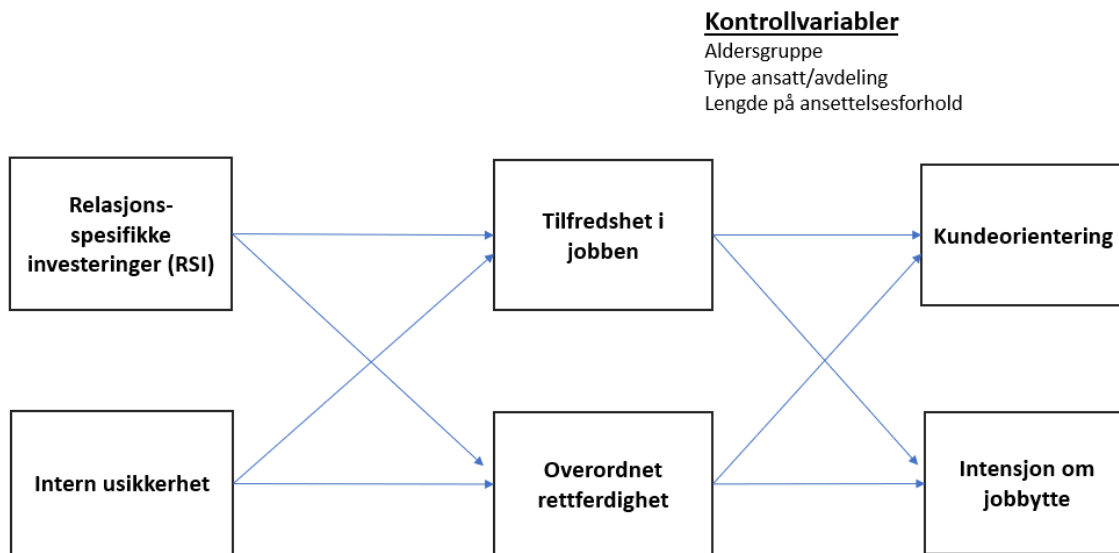 Kontrollvariabler
Aldersgruppe
Type ansatt/avdeling
Lengde på ansettelsesforhold
Relasjons-
spesifikke
investeringer (RSI)
Tilfredshet i
jobben
Kundeorientering
Intern usikkerhet
Overordnet
rettferdighet
Intensjon om
jobbytte